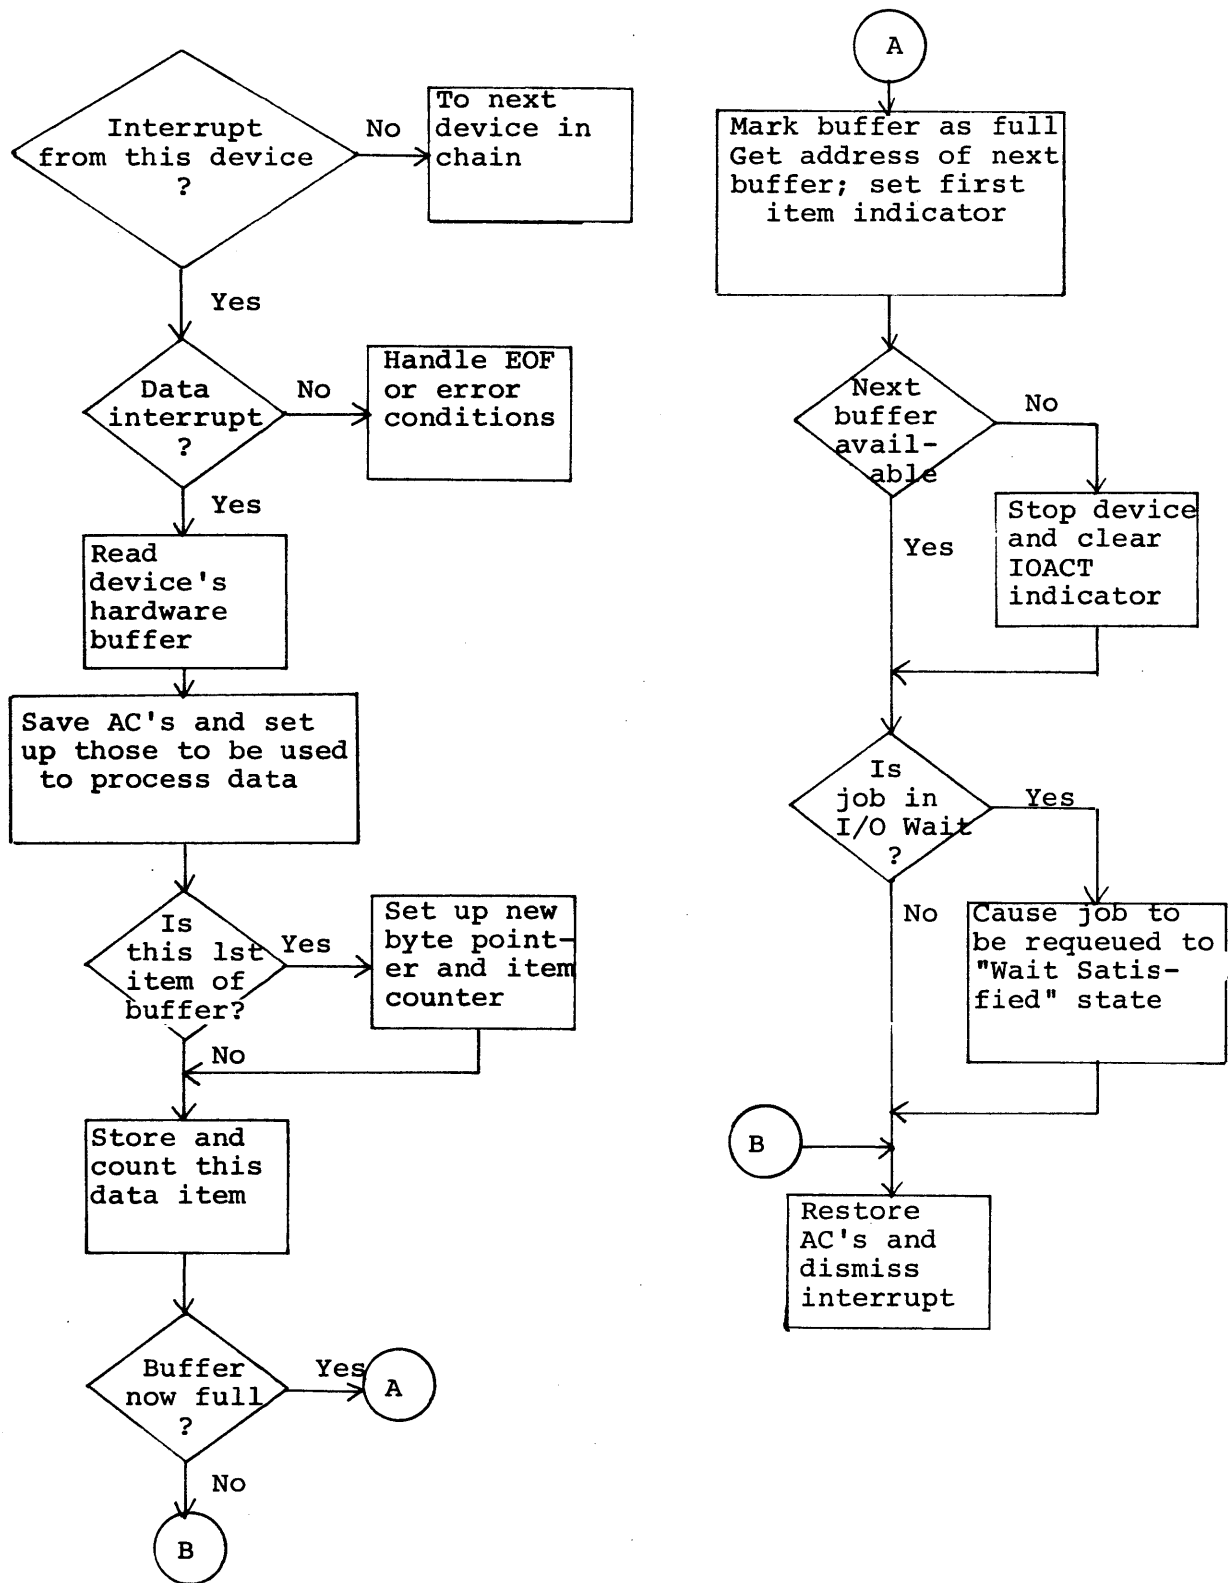 Interrupt
from this device
?
No
To next
device in
chain
Yes
Data
interrupt
?
No
Handle EOF
or error
conditions
Yes
Read
device's
hardware
buffer
Save AC's and set
up those to be used
to process data
Is
this 1st
item of
buffer?
Yes
Set up new
byte point-
er and item
counter
No
Store and
count this
data item
Buffer
now full
?
Yes
A
No
B
A
Mark buffer as full
Get address of next
buffer; set first
item indicator
Next
buffer
avail-
able
No
Stop device
and clear
IOACT
indicator
Yes
Is
job in
I/O Wait
?
Yes
Cause job to
be requeued to
"Wait Satis-
fied" state
No
B
Restore
AC's and
dismiss
interrupt